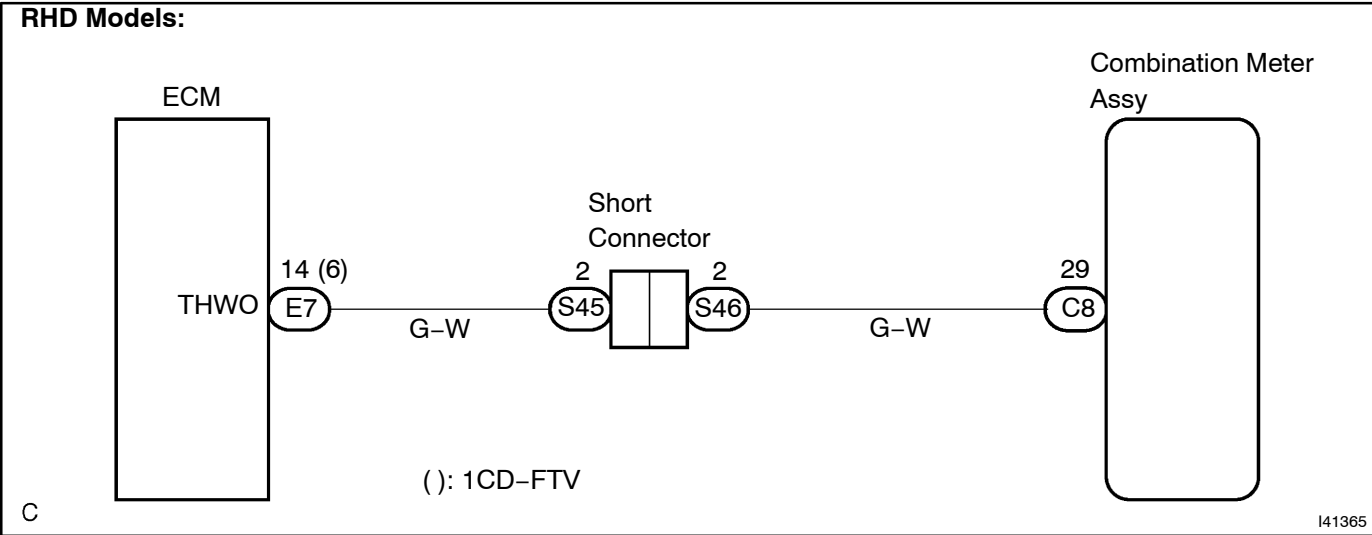 RHD Models:
Combination Meter
Assy
ECM
Short
Connector
14 (6)
2
2
29
THWO
E7
S45
S46
C8
G−W
G−W
( ): 1CD−FTV
C
I41365